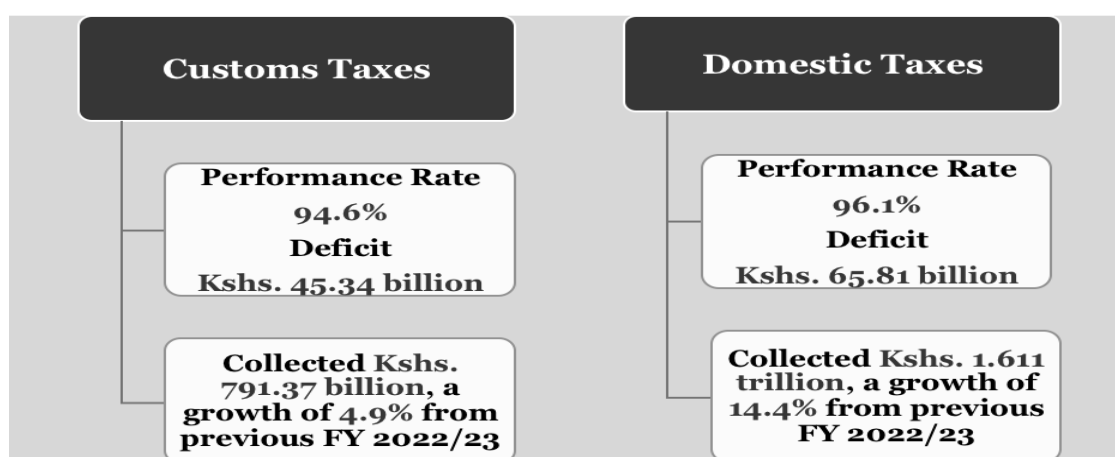 Customs Taxes
Performance Rate
94.6%
Deficit
Kshs. 45.34 billion
Collected Kshs.
791.37 billion, a
growth of 4.9% from
previous FY 2022/23
Domestic Taxes
Performance Rate
96.1%
Deficit
Kshs. 65.81 billion
Collected Kshs. 1.611
trillion, a growth of
14.4% from previous
FY 2022/23